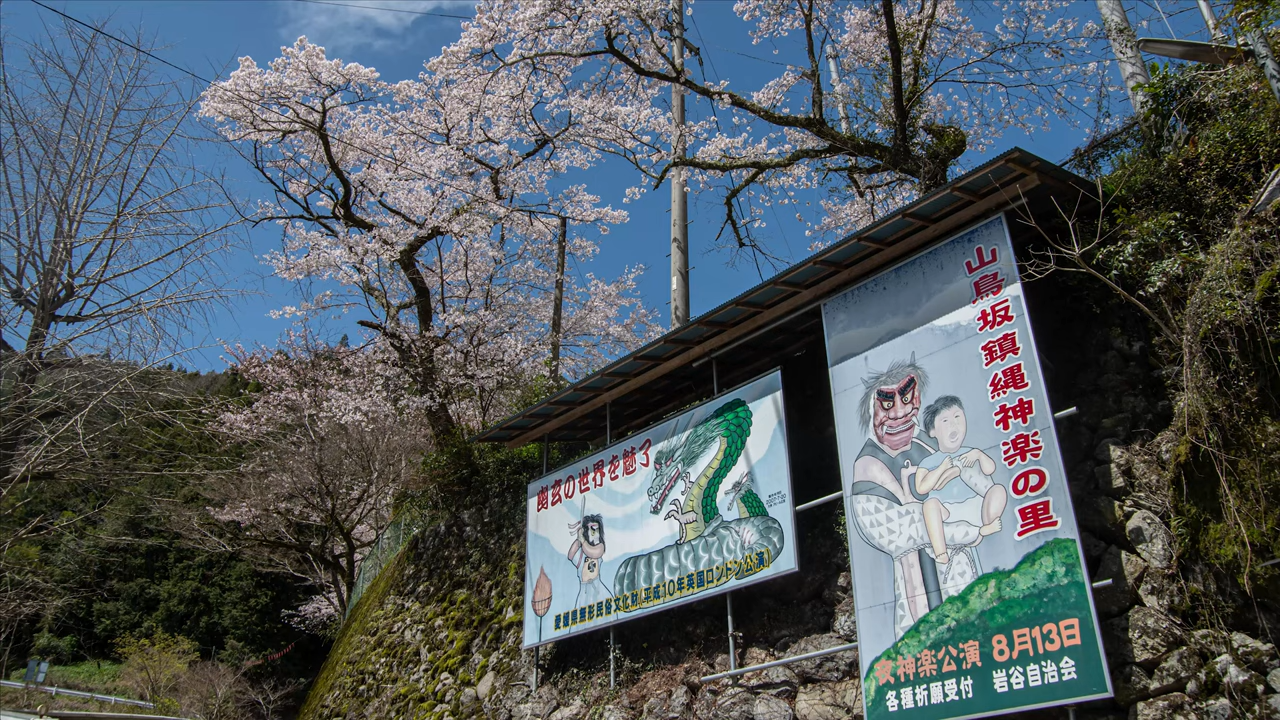 幽玄の世界を魅了
愛媛県無形民俗文化財(平成10年英国ロンドン公演)
山鳥坂鎮縄神楽の里
夜神楽公演 8月13日
各種祈願受付 岩谷自治会